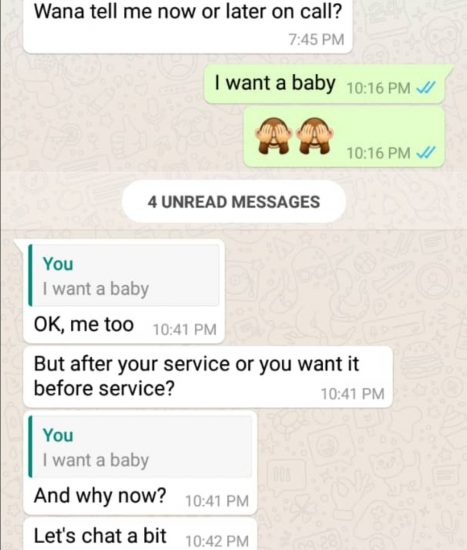 Wana tell me now or later on call?
7:45 PM
I want a baby 10:16 PM
10:16 PM
4 UNREAD MESSAGES
You
I want a baby
OK, me too 10:41 PM
But after your service or you want it
before service?
10:41 PM
You
I want a baby
And why now? 10:41 PM
Let's chat a bit 10:42 PM